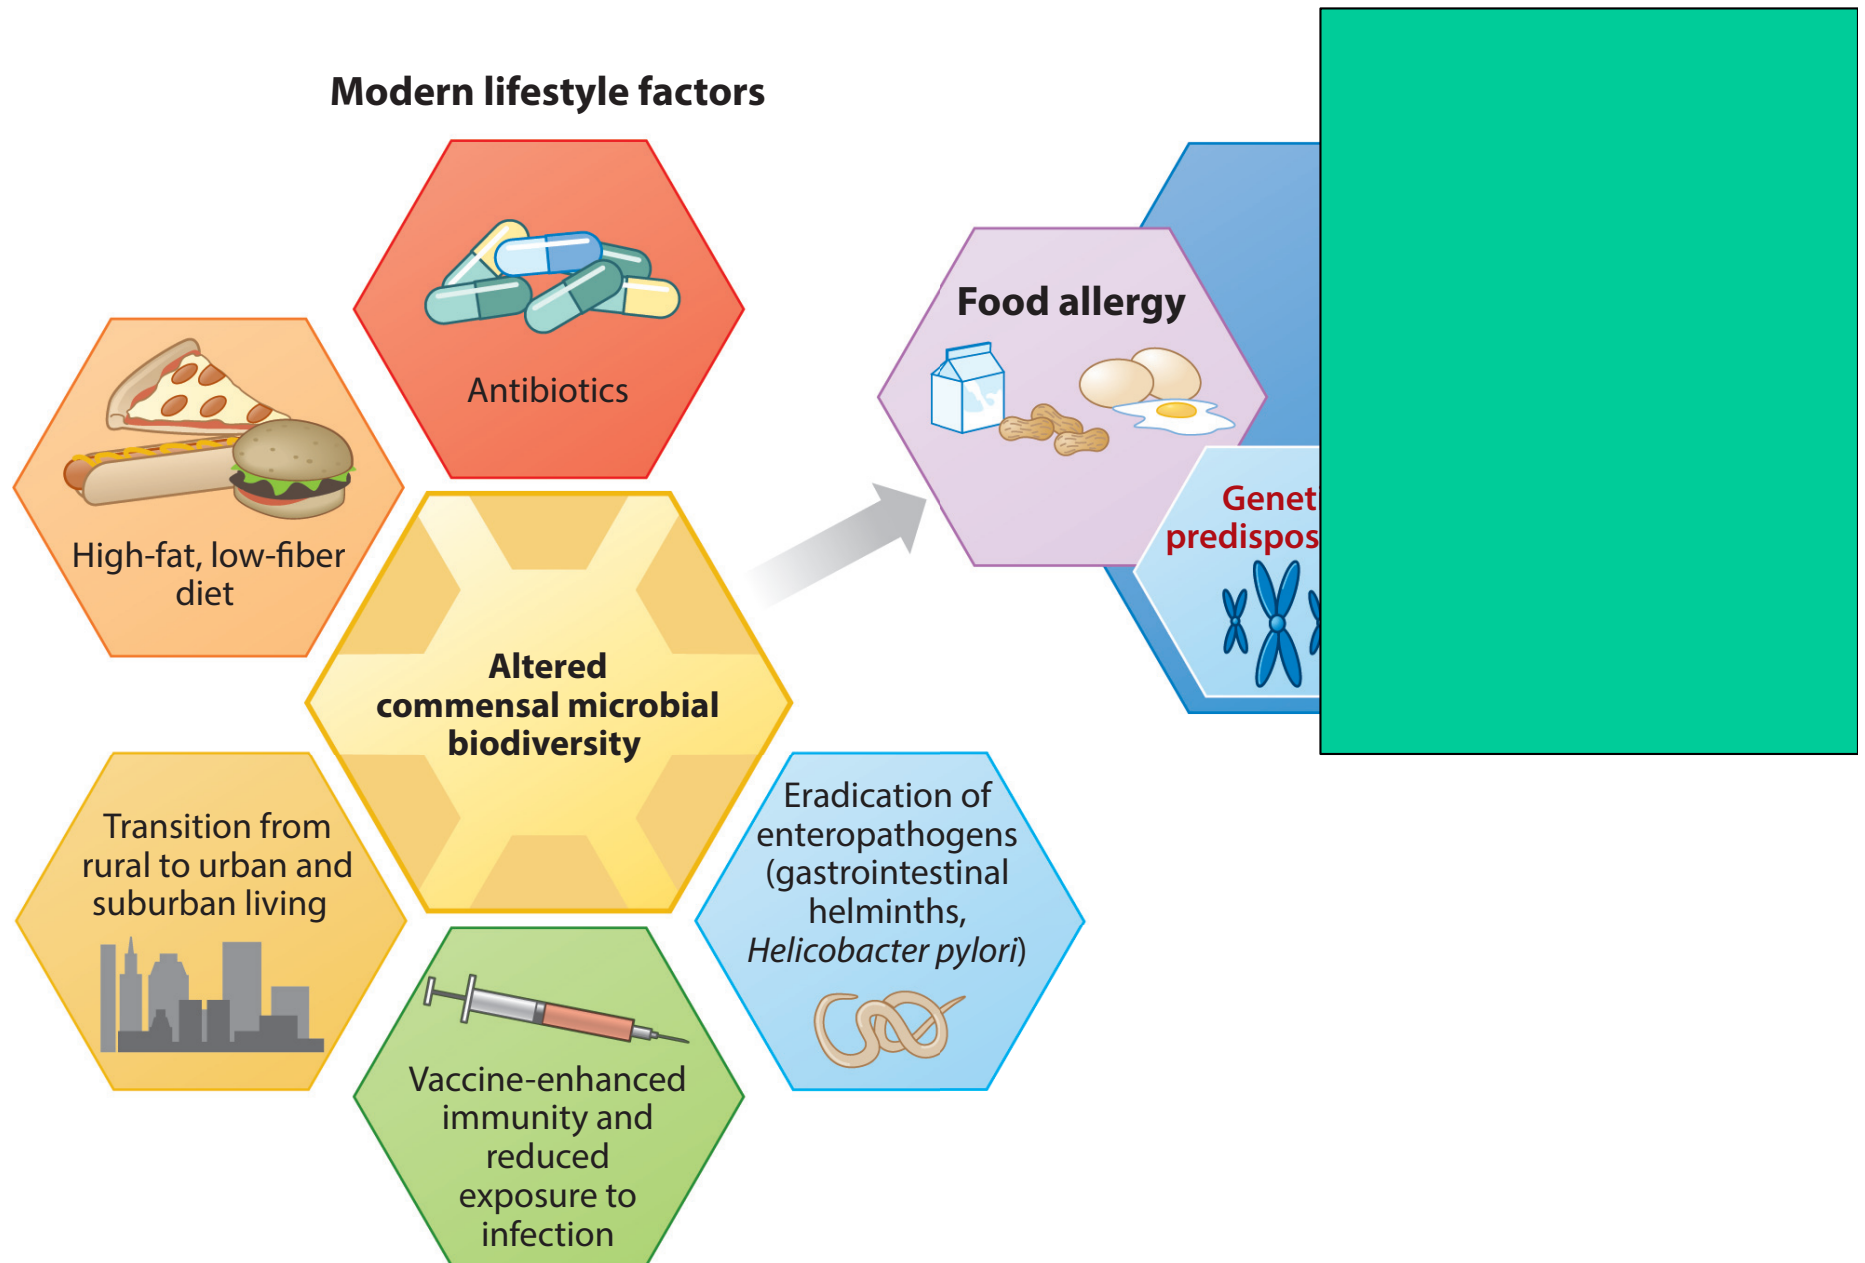 Modern lifestyle factors
Antibiotics
High-fat, low-fiber
diet
Altered
commensal microbial
biodiversity
Transition from
rural to urban and
suburban living
Vaccine-enhanced
immunity and
reduced
exposure to
infection
Eradication of
enteropathogens
(gastrointestinal
helminths,
Helicobacter pylori)
Food allergy